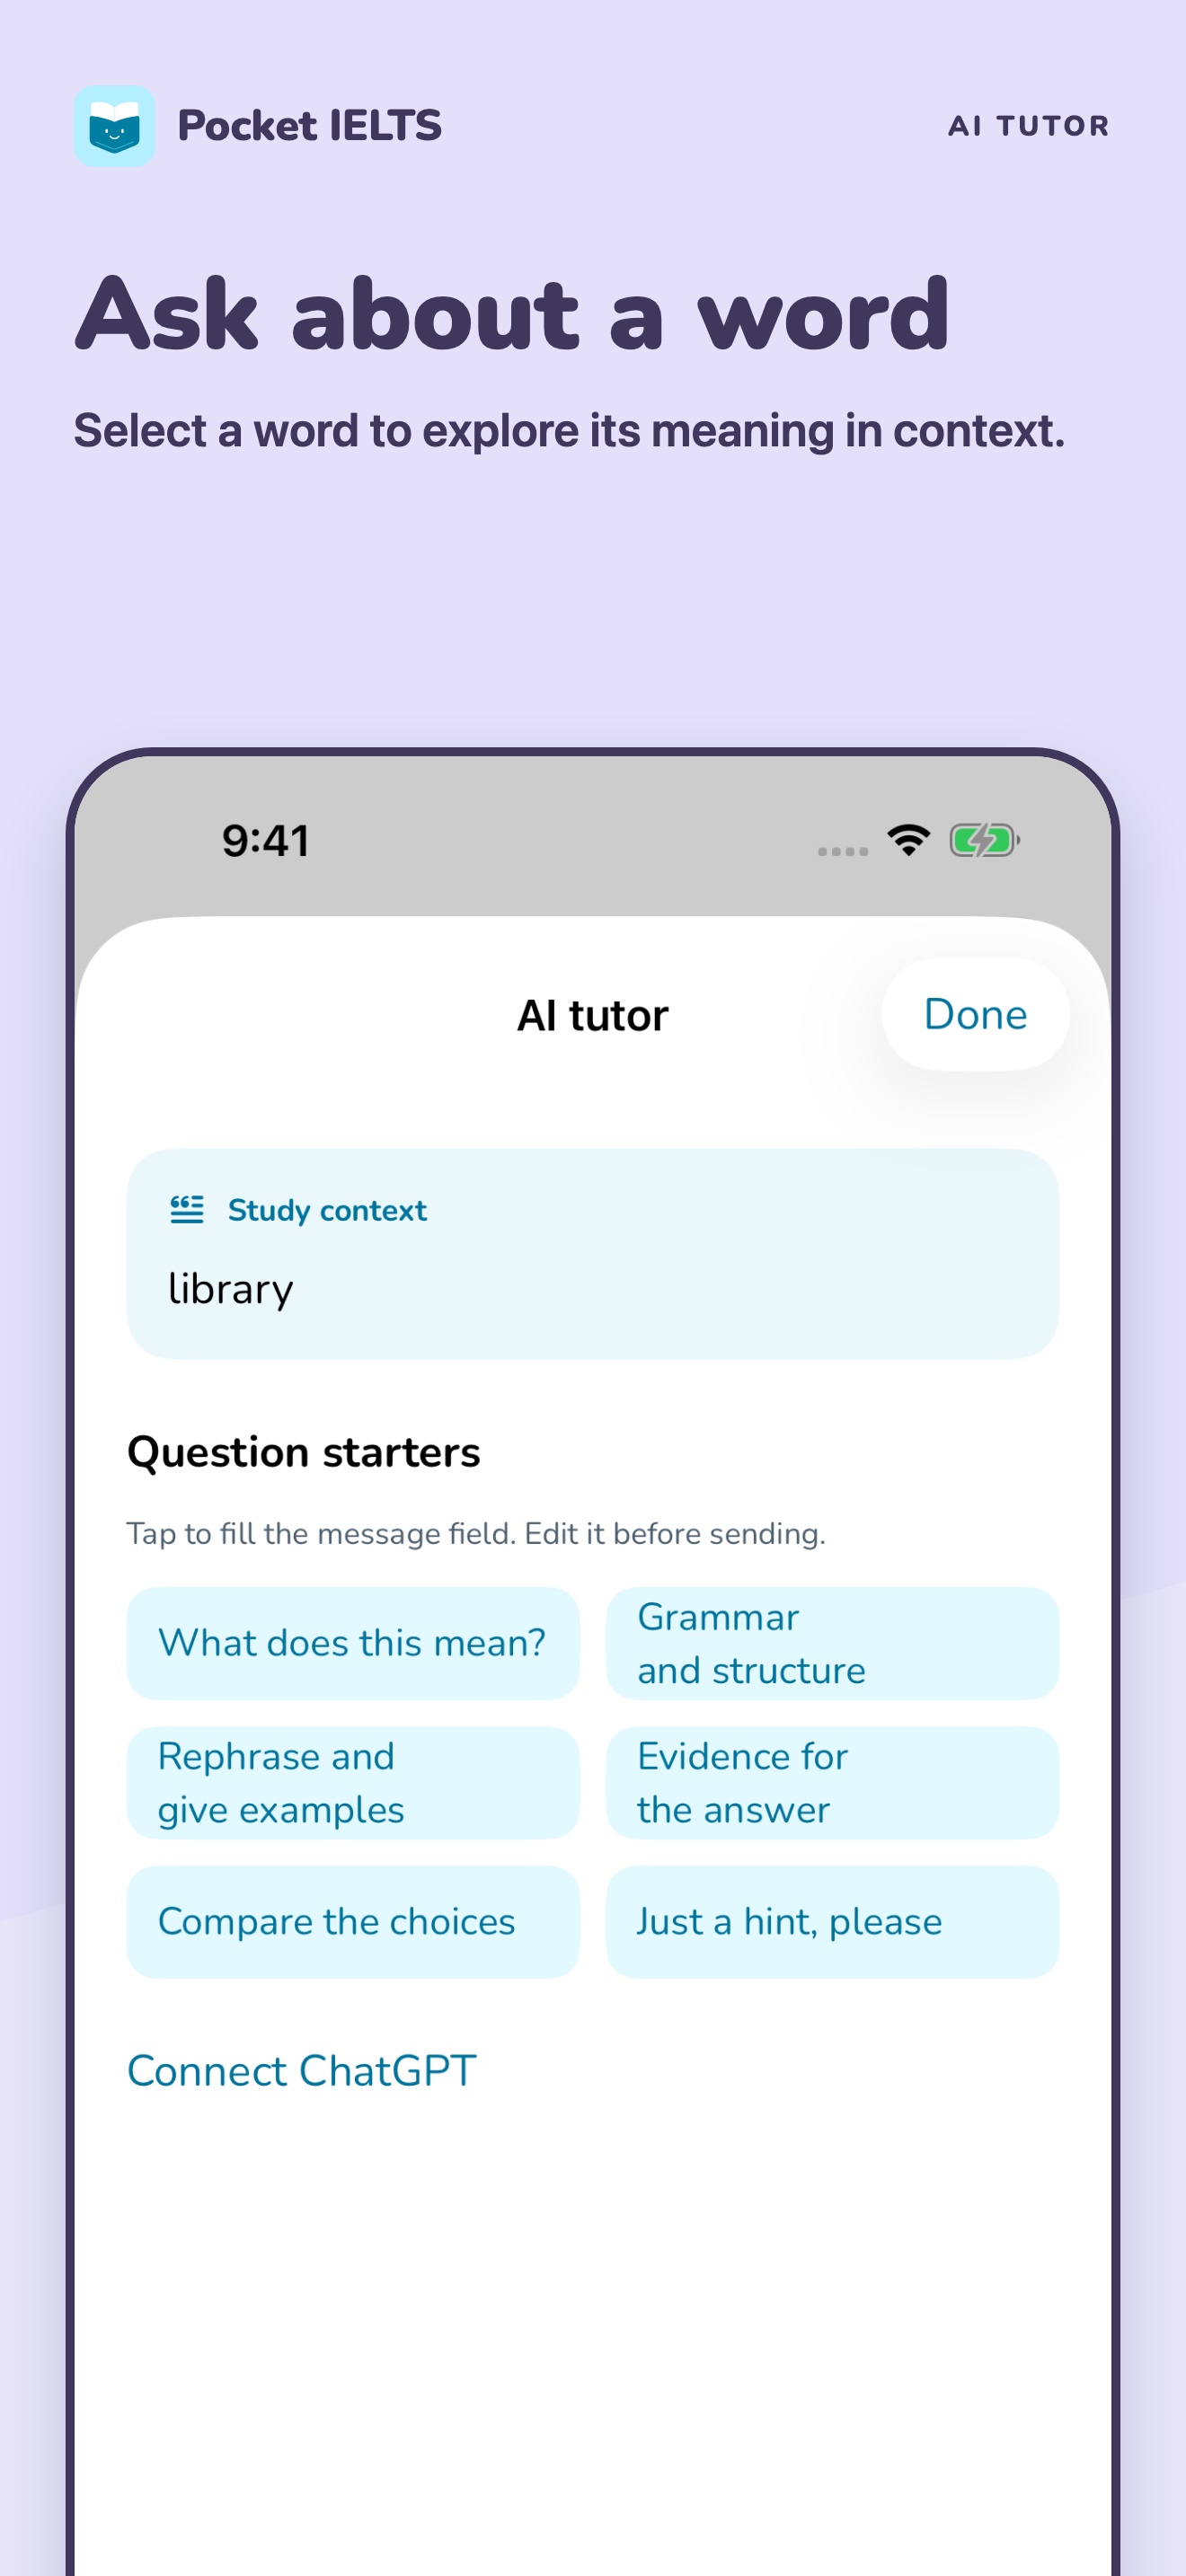 Pocket IELTS
AI TUTOR
Ask about a word
Select a word to explore its meaning in context.
9:41
AI tutor
Done
Study context
library
Question starters
Tap to fill the message field. Edit it before sending.
What does this mean?
Grammar
and structure
Rephrase and
give examples
Evidence for
the answer
Compare the choices
Just a hint, please
Connect ChatGPT